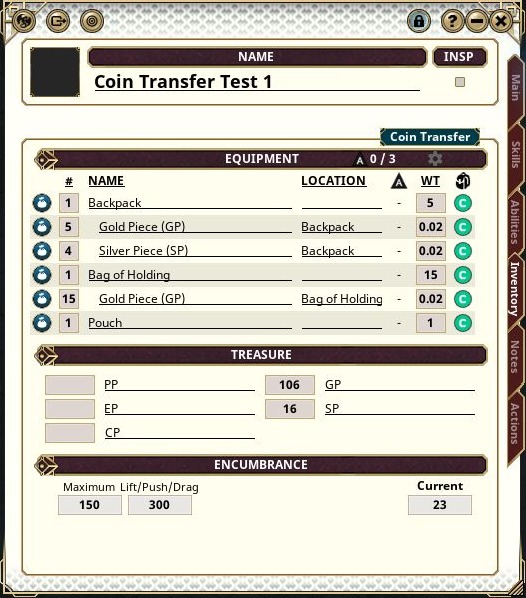 ?
NAME
INSP
Coin Transfer Test 1
Coin Transfer
EQUIPMENT A 0 / 3
# NAME LOCATION A WT
1 Backpack - 5 C
5 Gold Piece (GP) Backpack - 0.02 C
4 Silver Piece (SP) Backpack - 0.02 C
1 Bag of Holding - 15 C
15 Gold Piece (GP) Bag of Holding - 0.02 C
1 Pouch - 1 C
TREASURE
PP 106 GP
EP 16 SP
CP
ENCUMBRANCE
Maximum Lift/Push/Drag Current
150 300 23
Main
Skills
Abilities
Inventory
Notes
Actions